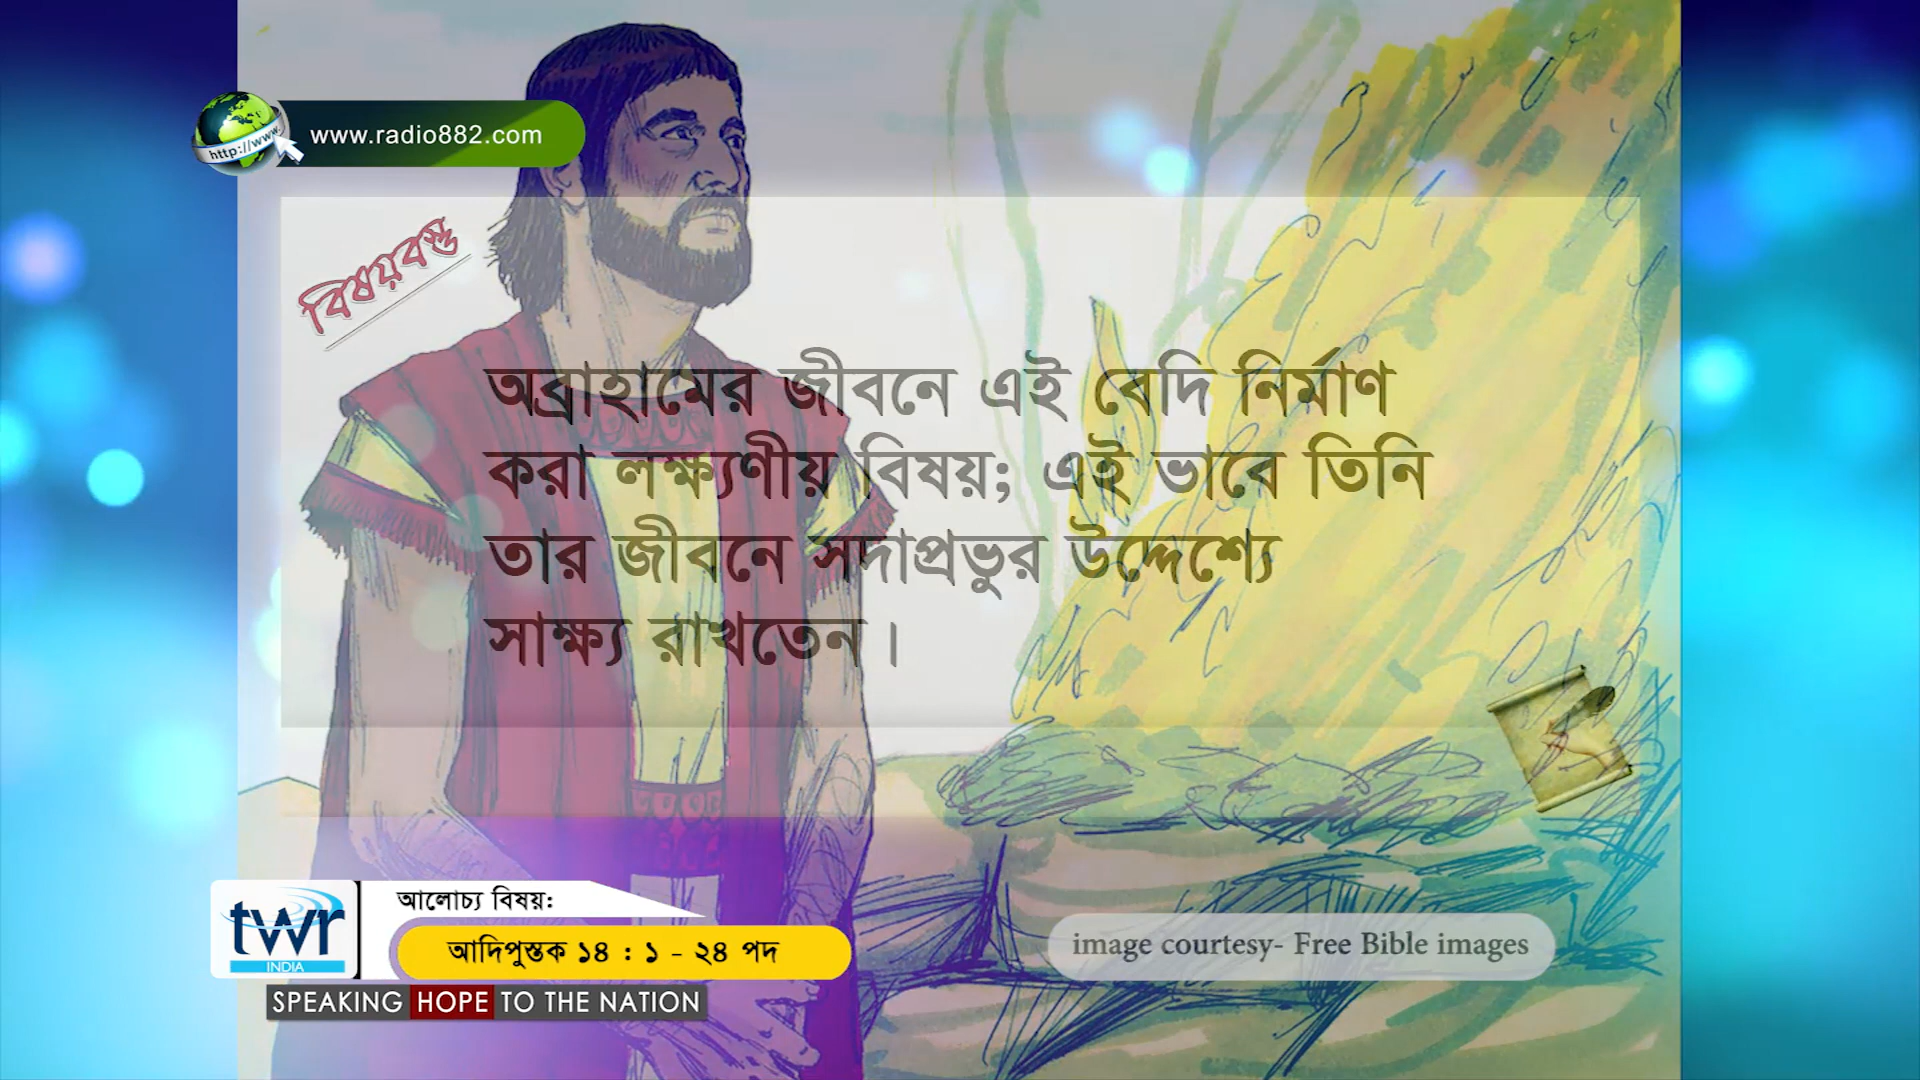 www.radio882.com
http://www.
বিষয়বস্তু
অব্রাহামের জীবনে এই বেদি নির্মাণ
করা লক্ষ্যণীয় বিষয়; এই ভাবে তিনি
তার জীবনে সদাপ্রভুর উদ্দেশ্যে
সাক্ষ্য রাখতেন।
twr
INDIA
আলোচ্য বিষয়:
আদিপুস্তক ১৪ : ১ - ২৪ পদ
image courtesy- Free Bible images
SPEAKING HOPE TO THE NATION